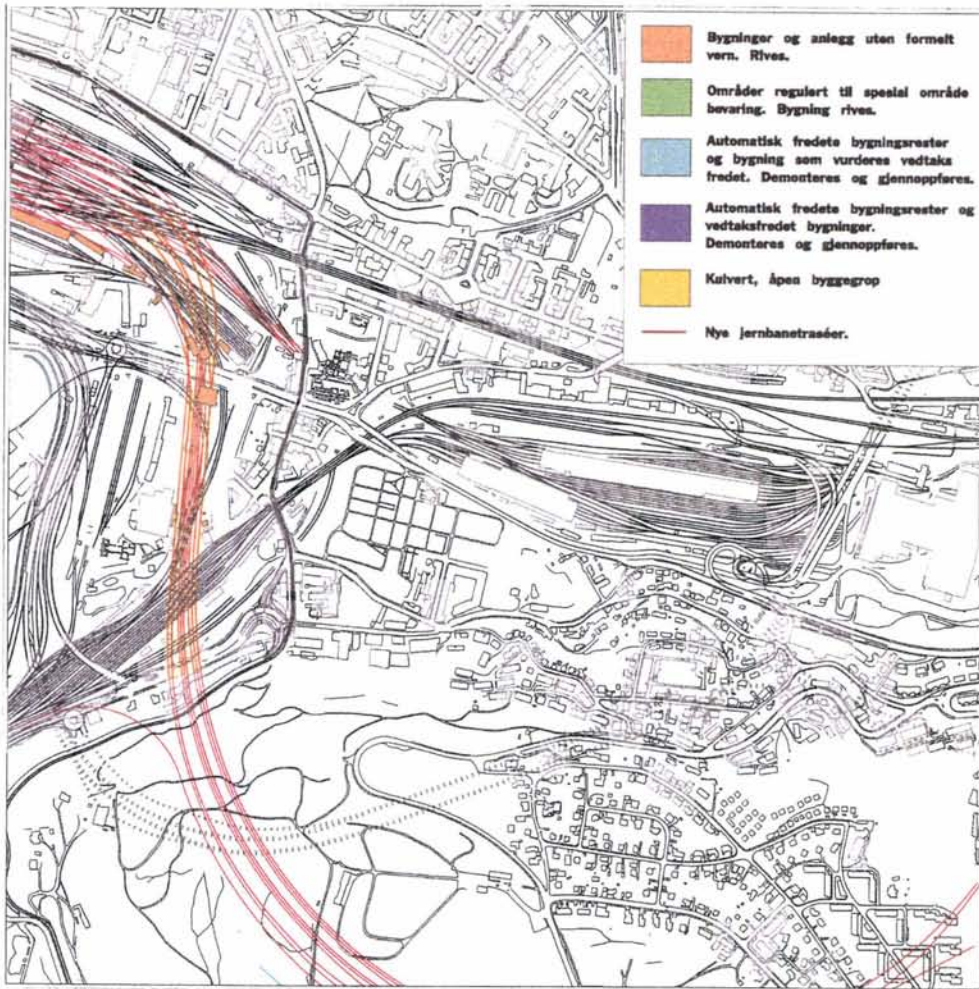 Bygninger og anlegg uten formelt
vern. Rives.
Områder regulert til spesial område
bevaring. Bygning rives.
Automatisk fredete bygningsrester
og bygning som vurderes vedtaks
fredet. Demonteres og gjennoppføres.
Automatisk fredete bygningsrester og
vedtaksfredet bygninger.
Demonteres og gjennoppføres.
Kulvert, åpen byggegrop
Nye jernbanetraséer.